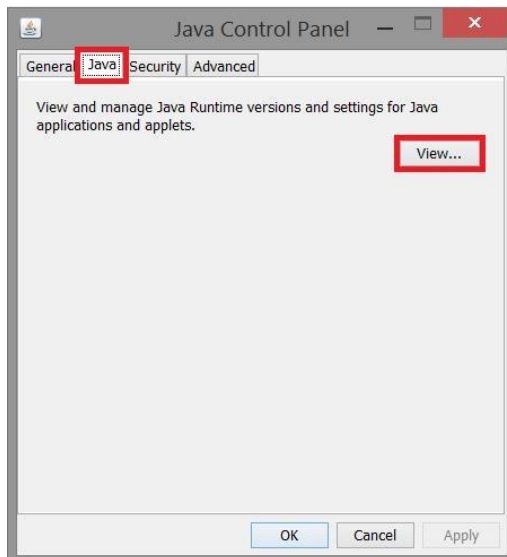 Java Control Panel
General Java Security Advanced
View and manage Java Runtime versions and settings for Java
applications and applets.
View...
OK Cancel Apply